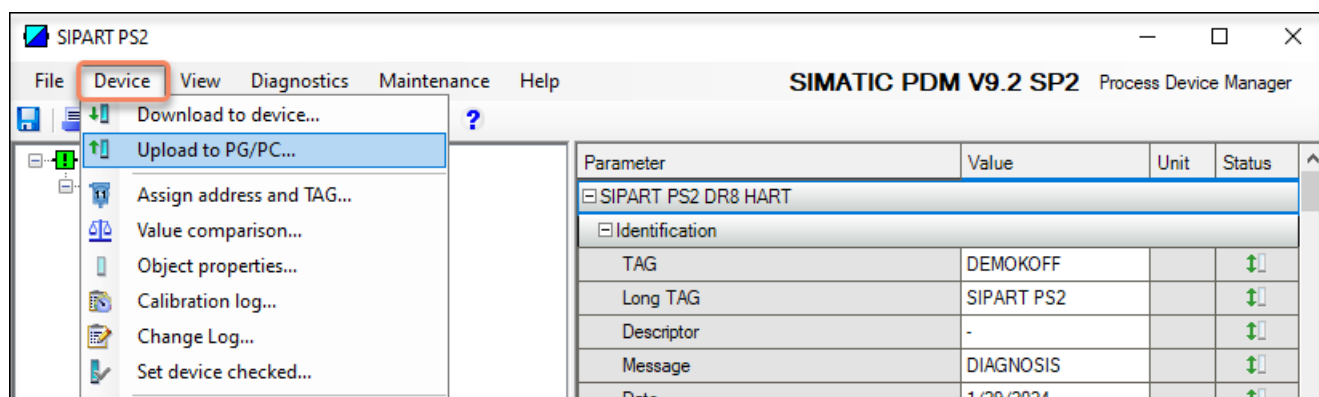 SIPART PS2
File Device View Diagnostics Maintenance Help SIMATIC PDM V9.2 SP2 Process Device Manager
Download to device...
Upload to PG/PC...
Assign address and TAG...
Value comparison...
Object properties...
Calibration log...
Change Log...
Set device checked...
Parameter Value Unit Status
SIPART PS2 DR8 HART
Identification
TAG DEMOKOFF
Long TAG SIPART PS2
Descriptor -
Message DIAGNOSIS